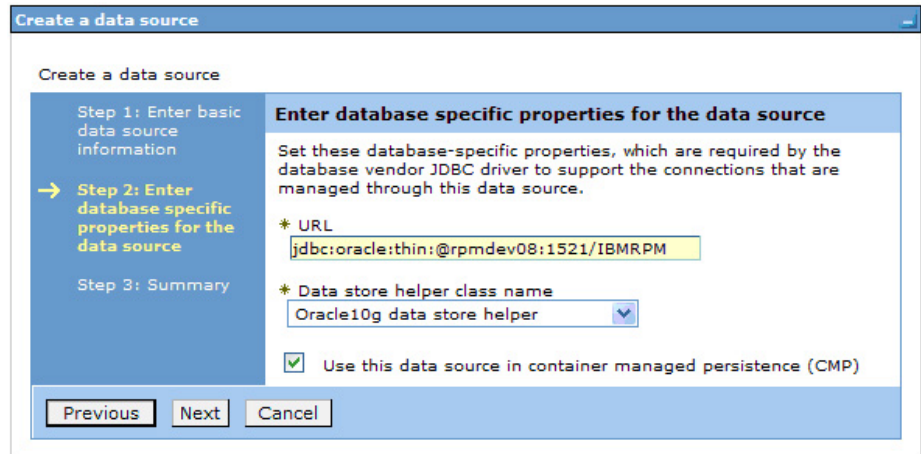 Create a data source
Create a data source
Step 1: Enter basic
data source
information
Step 2: Enter
database specific
properties for the
data source
Step 3: Summary
Enter database specific properties for the data source
Set these database-specific properties, which are required by the
database vendor JDBC driver to support the connections that are
managed through this data source.
* URL
jdbc:oracle:thin:@rpmdev08:1521/IBMRPM
* Data store helper class name
Oracle10g data store helper
Use this data source in container managed persistence (CMP)
Previous Next Cancel